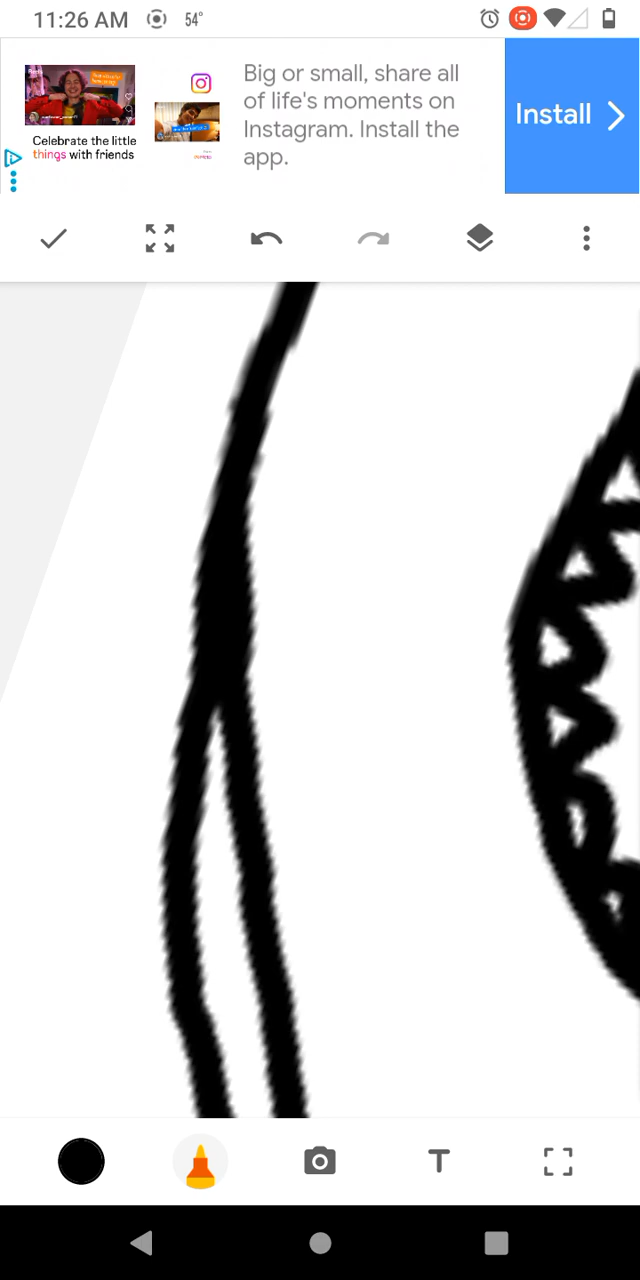 11:26 AM 54°
Celebrate the little
things with friends
Big or small, share all
of life's moments on
Instagram. Install the
app.
Install
T